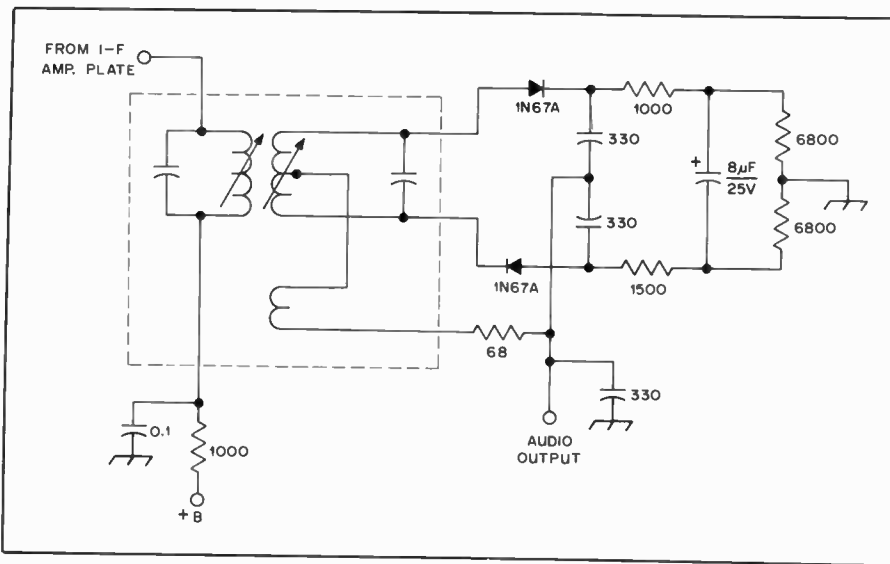 FROM I-F
AMP. PLATE
1N67A
1000
330
6800
+
8µF
25V
330
6800
1N67A
1500
68
330
0.1
1000
AUDIO
OUTPUT
+B